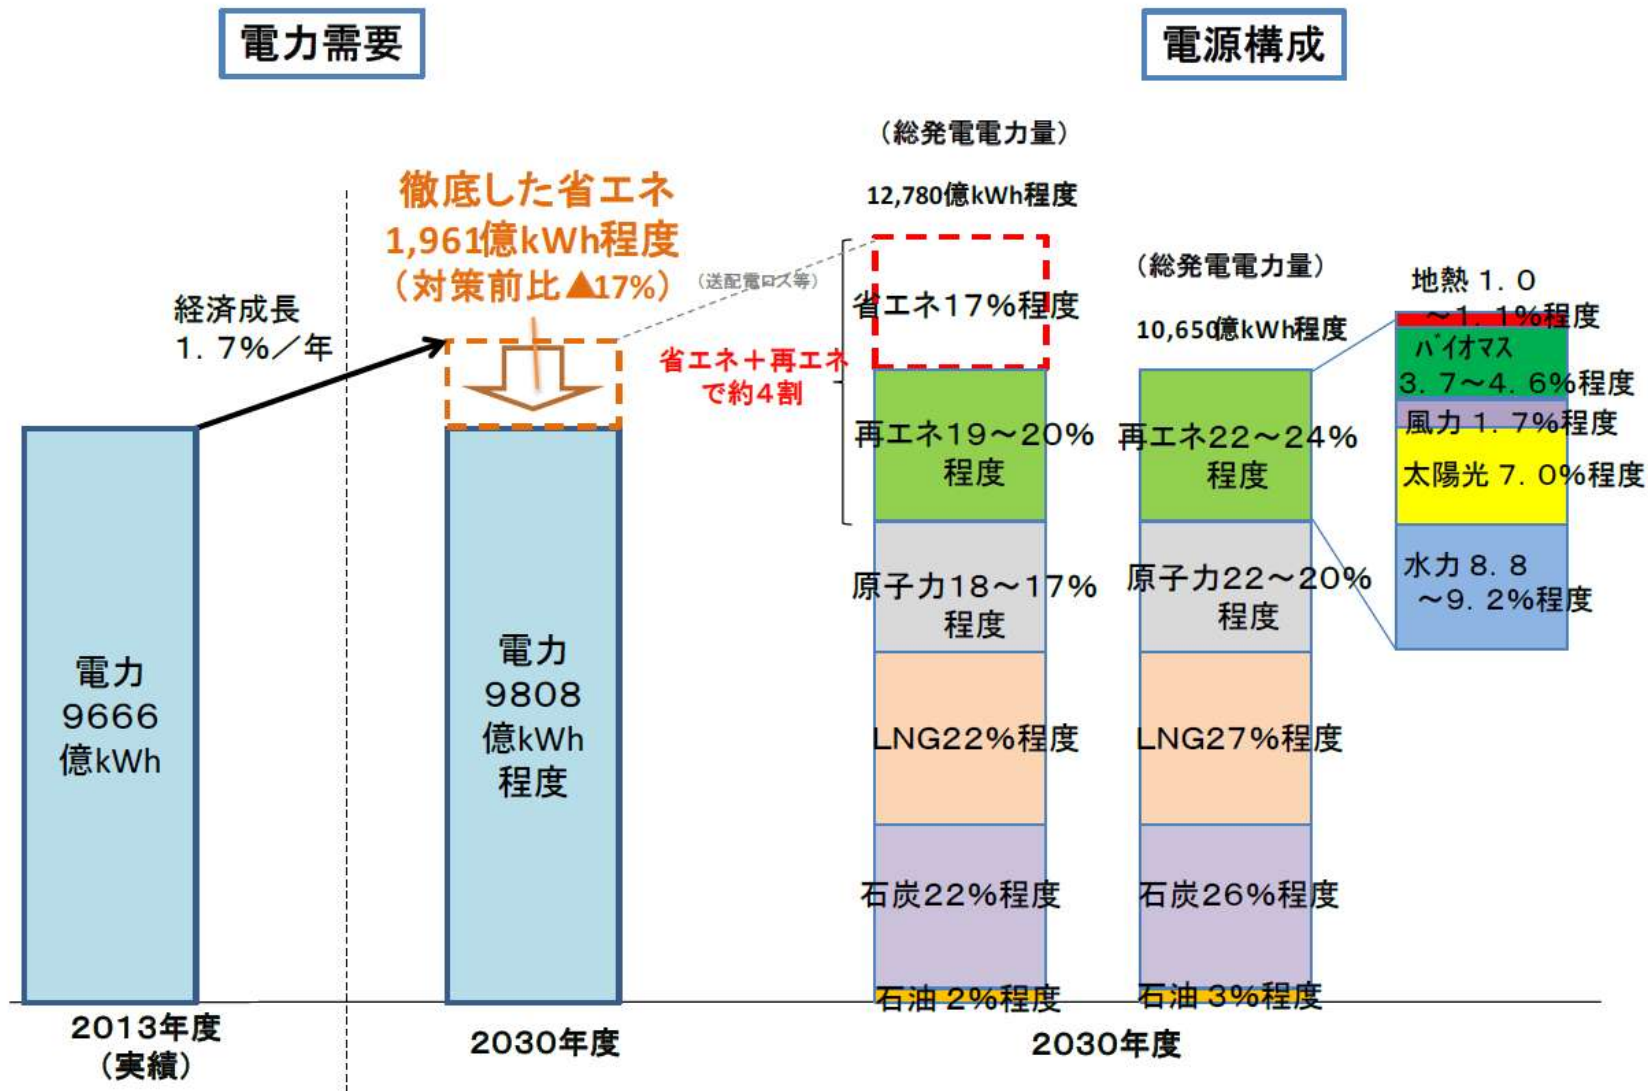 電力需要
電源構成
（総発電電力量）
12,780億kWh程度
徹底した省エネ
1,961億kWh程度
（対策前比▲17%）
（送配電ロス等）
経済成長
１．７％／年
省エネ＋再エネ
で約４割
（総発電電力量）
10,650億kWh程度
省エネ１７％程度
再エネ１９～２０％
程度
原子力１８～１７％
程度
LNG２２％程度
石炭２２％程度
石油２％程度
再エネ２２～２４％
程度
原子力２２～２０％
程度
LNG２７％程度
石炭２６％程度
石油３％程度
地熱１．０
～１．１％程度
バイオマス
３．７～４．６％程度
風力１．７％程度
太陽光７．０％程度
水力８．８
～９．２％程度
電力
９６６６
億kWh
電力
９８０８
億kWh
程度
２０１３年度
（実績）
２０３０年度
２０３０年度